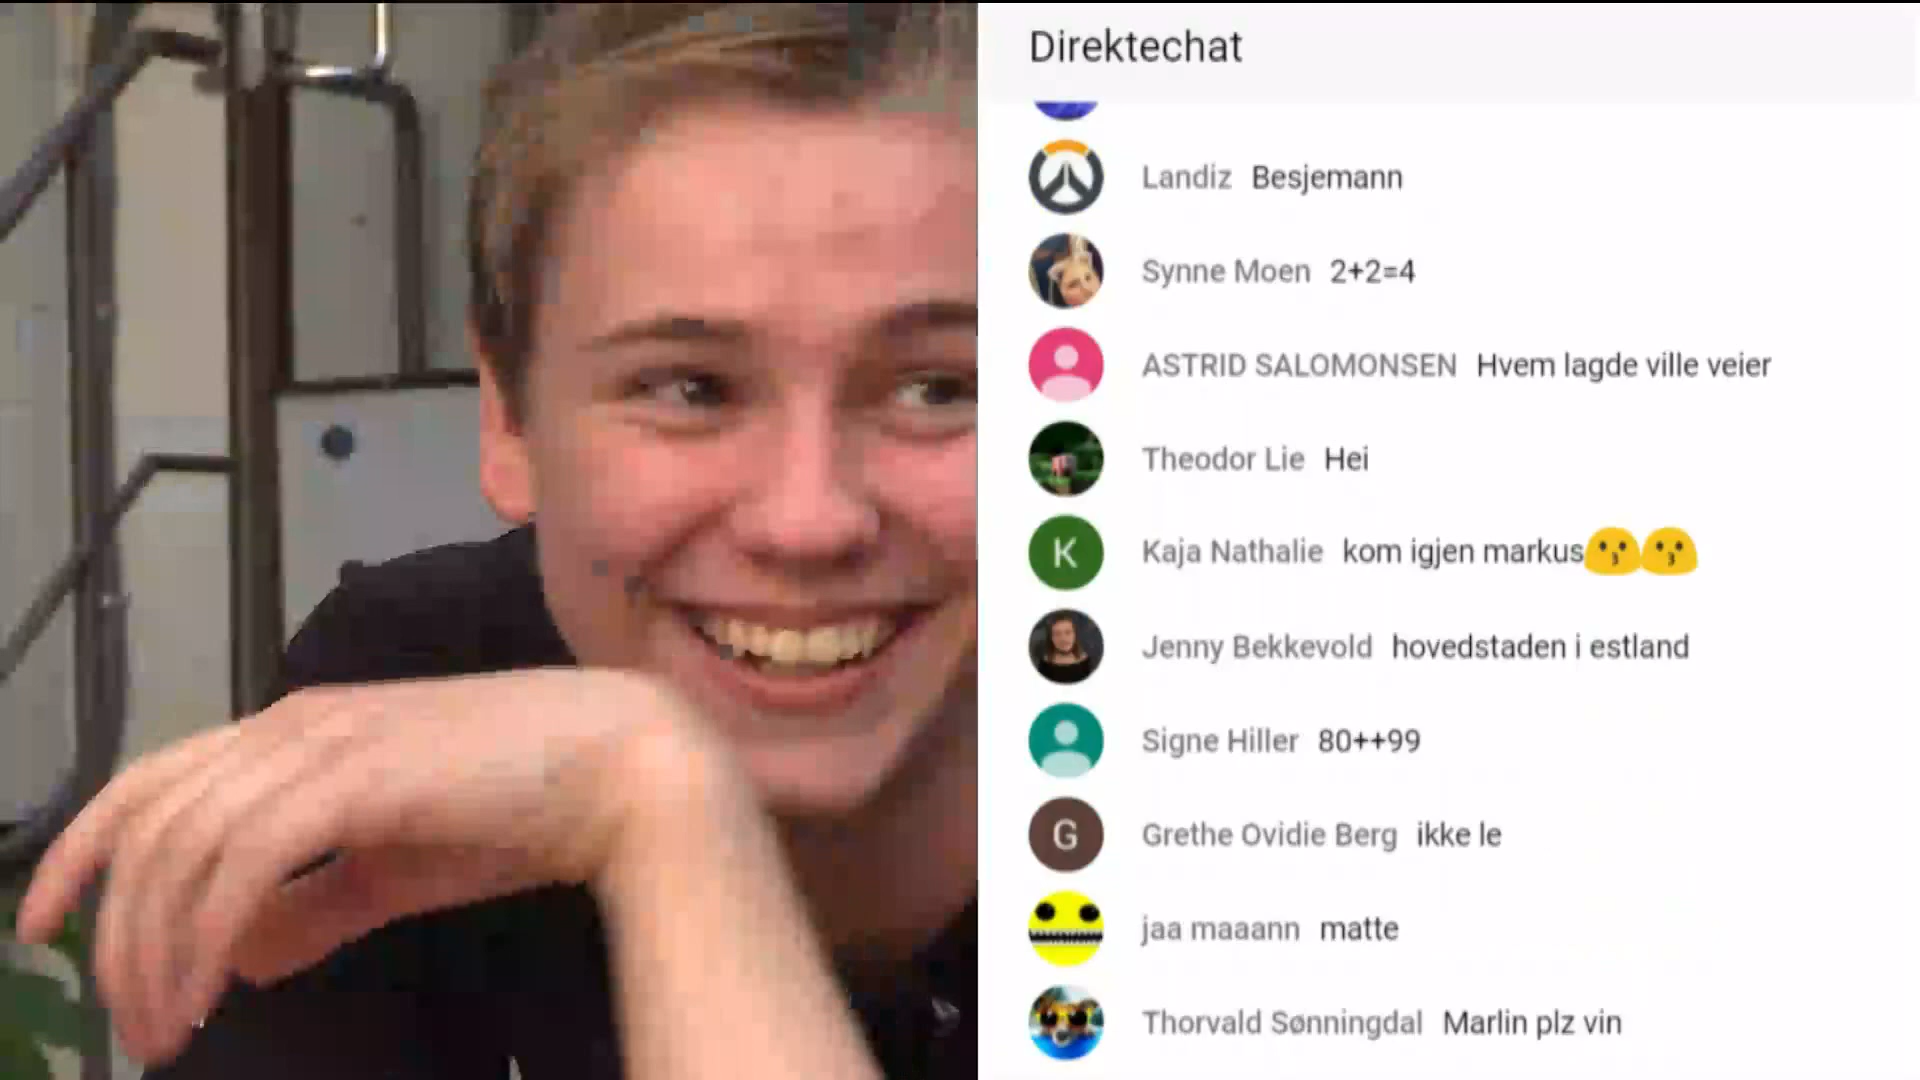 Direktechat
Landiz Besjemann
Synne Moen 2+2=4
ASTRID SALOMONSEN Hvem lagde ville veier
Theodor Lie Hei
K Kaja Nathalie kom igjen markus😗😗
Jenny Bekkevold hovedstaden i estland
Signe Hiller 80++99
G Grethe Ovidie Berg ikke le
jaa maaann matte
Thorvald Sønningdal Marlin plz vin